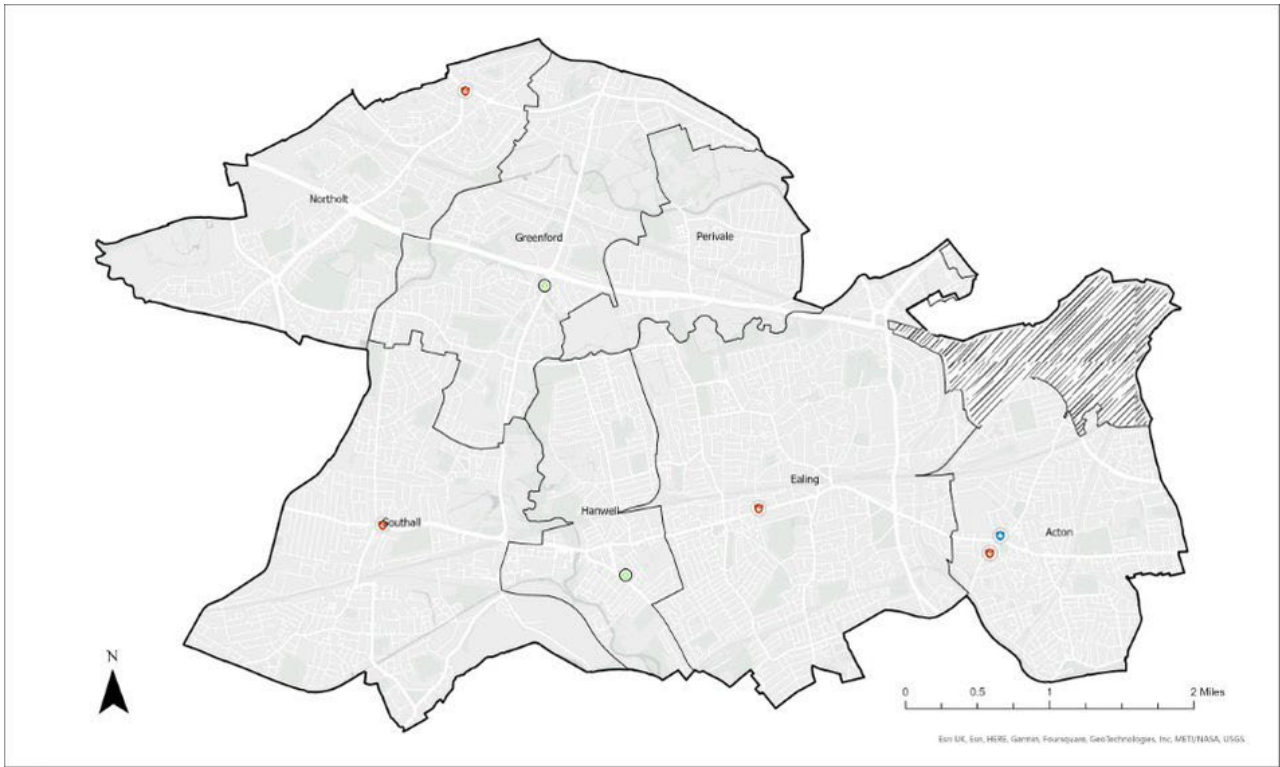 Northolt
Greenford
Perivale
Ealing
Southall
Hanwell
Acton
N
0 0.5 1 2 Miles
Esri UK, Esri, HERE, Garmin, Foursquare, GeoTechnologies, Inc, METI/NASA, USGS